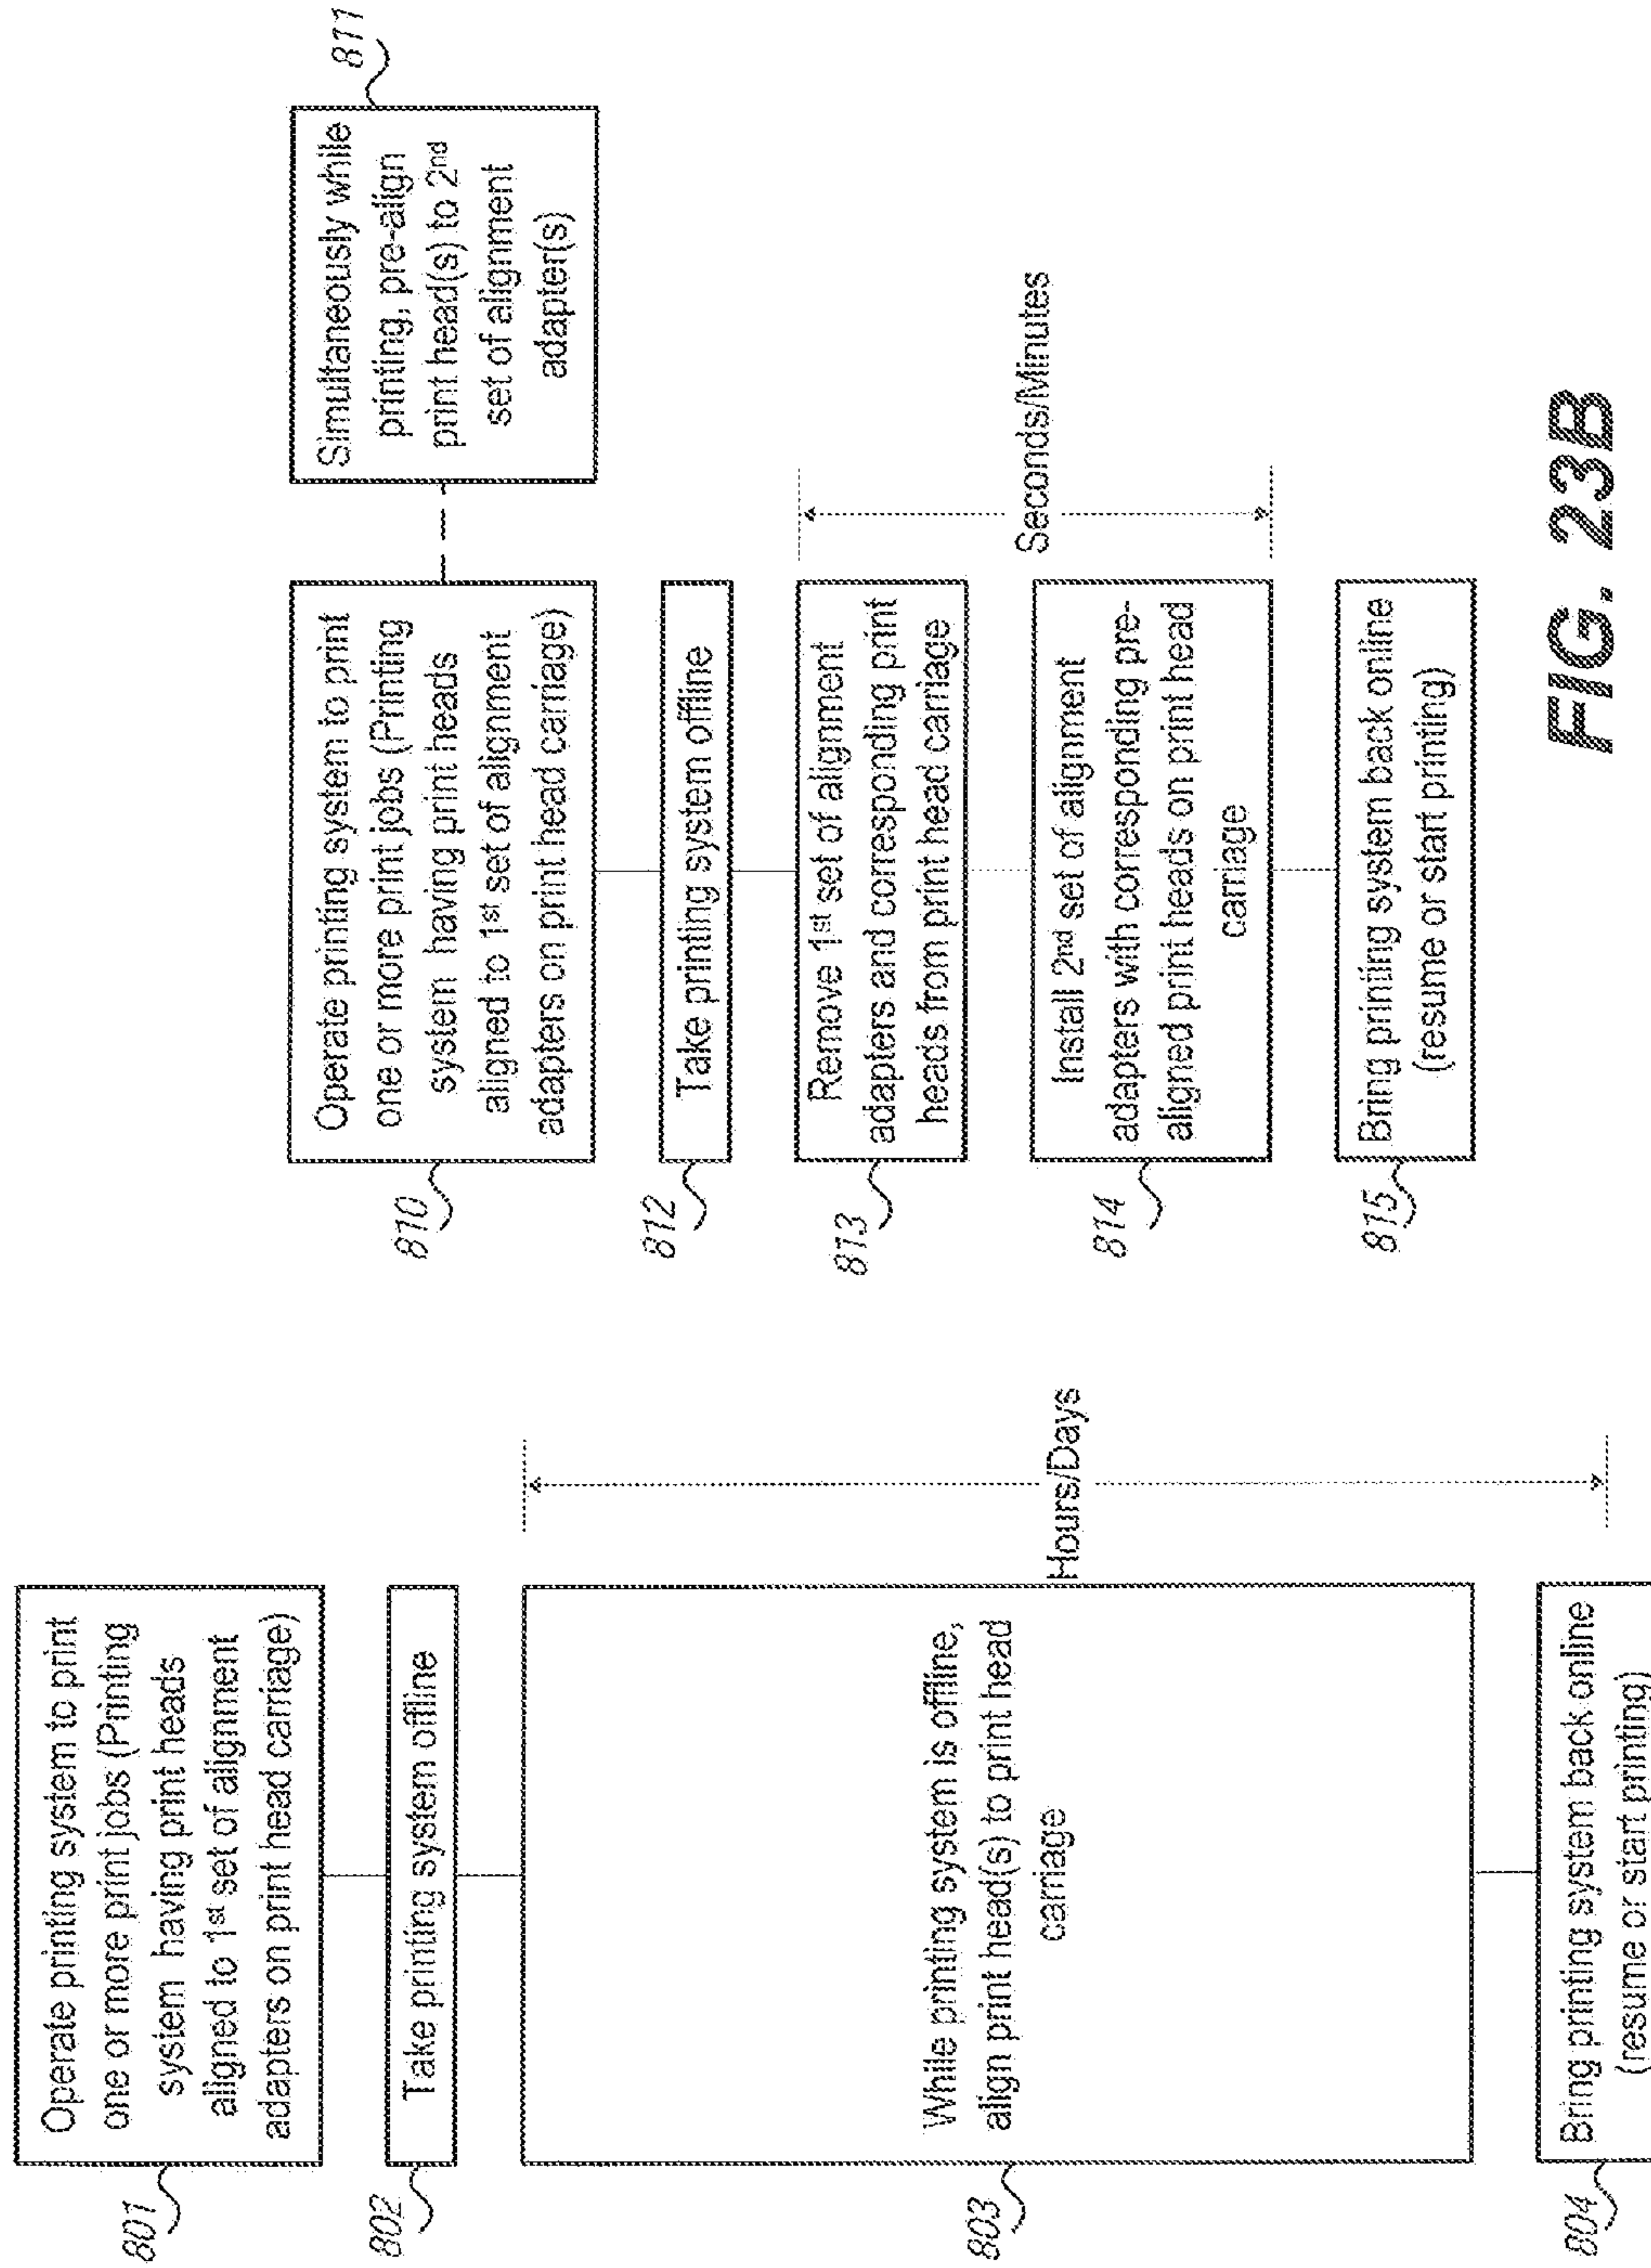 801
Operate printing system to print
one or more print jobs (Printing
system having print heads
aligned to 1st set of alignment
adapters on print head carriage)
802
Take printing system offline
803
While printing system is offline,
align print head(s) to print head
carriage
Hours/Days
804
Bring printing system back online
(resume or start printing)
810
Operate printing system to print
one or more print jobs (Printing
system having print heads
aligned to 1st set of alignment
adapters on print head carriage)
811
Simultaneously while
printing, pre-align
print head(s) to 2nd
set of alignment
adapter(s)
812
Take printing system offline
813
Remove 1st set of alignment
adapters and corresponding print
heads from print head carriage
814
Install 2nd set of alignment
adapters with corresponding pre-
aligned print heads on print head
carriage
Seconds/Minutes
815
Bring printing system back online
(resume or start printing)
FIG. 23B